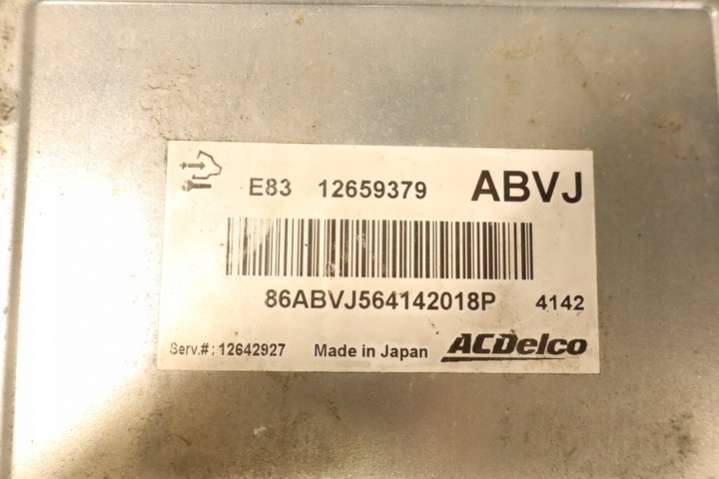 E83 12659379 ABVJ
86ABVJ564142018P 4142
Serv.#: 12642927 Made in Japan ACDelco